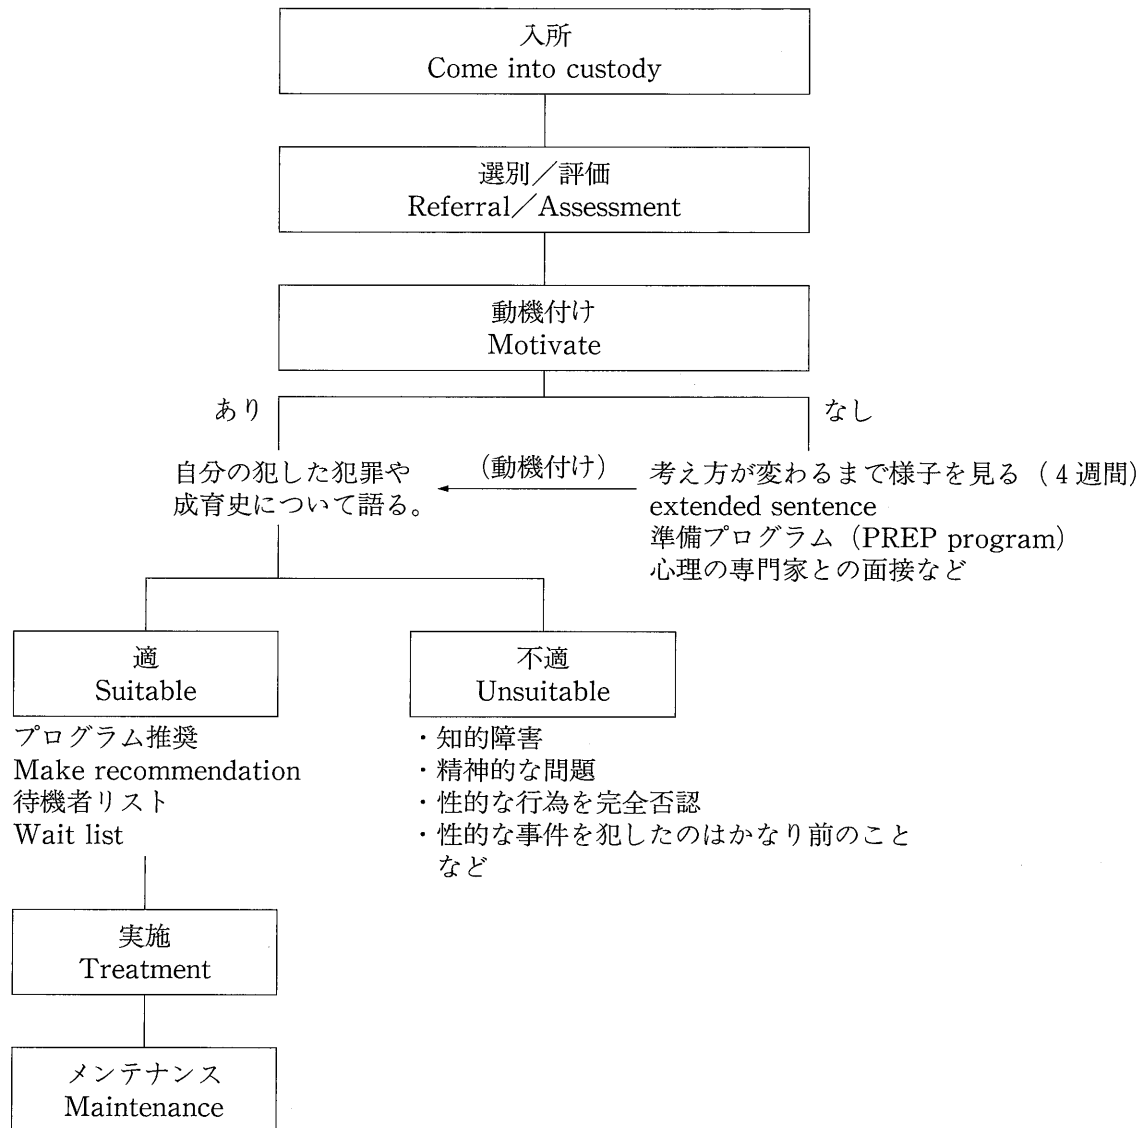 入所
Come into custody
選別／評価
Referral／Assessment
動機付け
Motivate
あり
なし
自分の犯した犯罪や
成育史について語る。
(動機付け)
考え方が変わるまで様子を見る（４週間）
extended sentence
準備プログラム（PREP program）
心理の専門家との面接など
適
Suitable
プログラム推奨
Make recommendation
待機者リスト
Wait list
不適
Unsuitable
・知的障害
・精神的な問題
・性的な行為を完全否認
・性的な事件を犯したのはかなり前のこと
など
実施
Treatment
メンテナンス
Maintenance